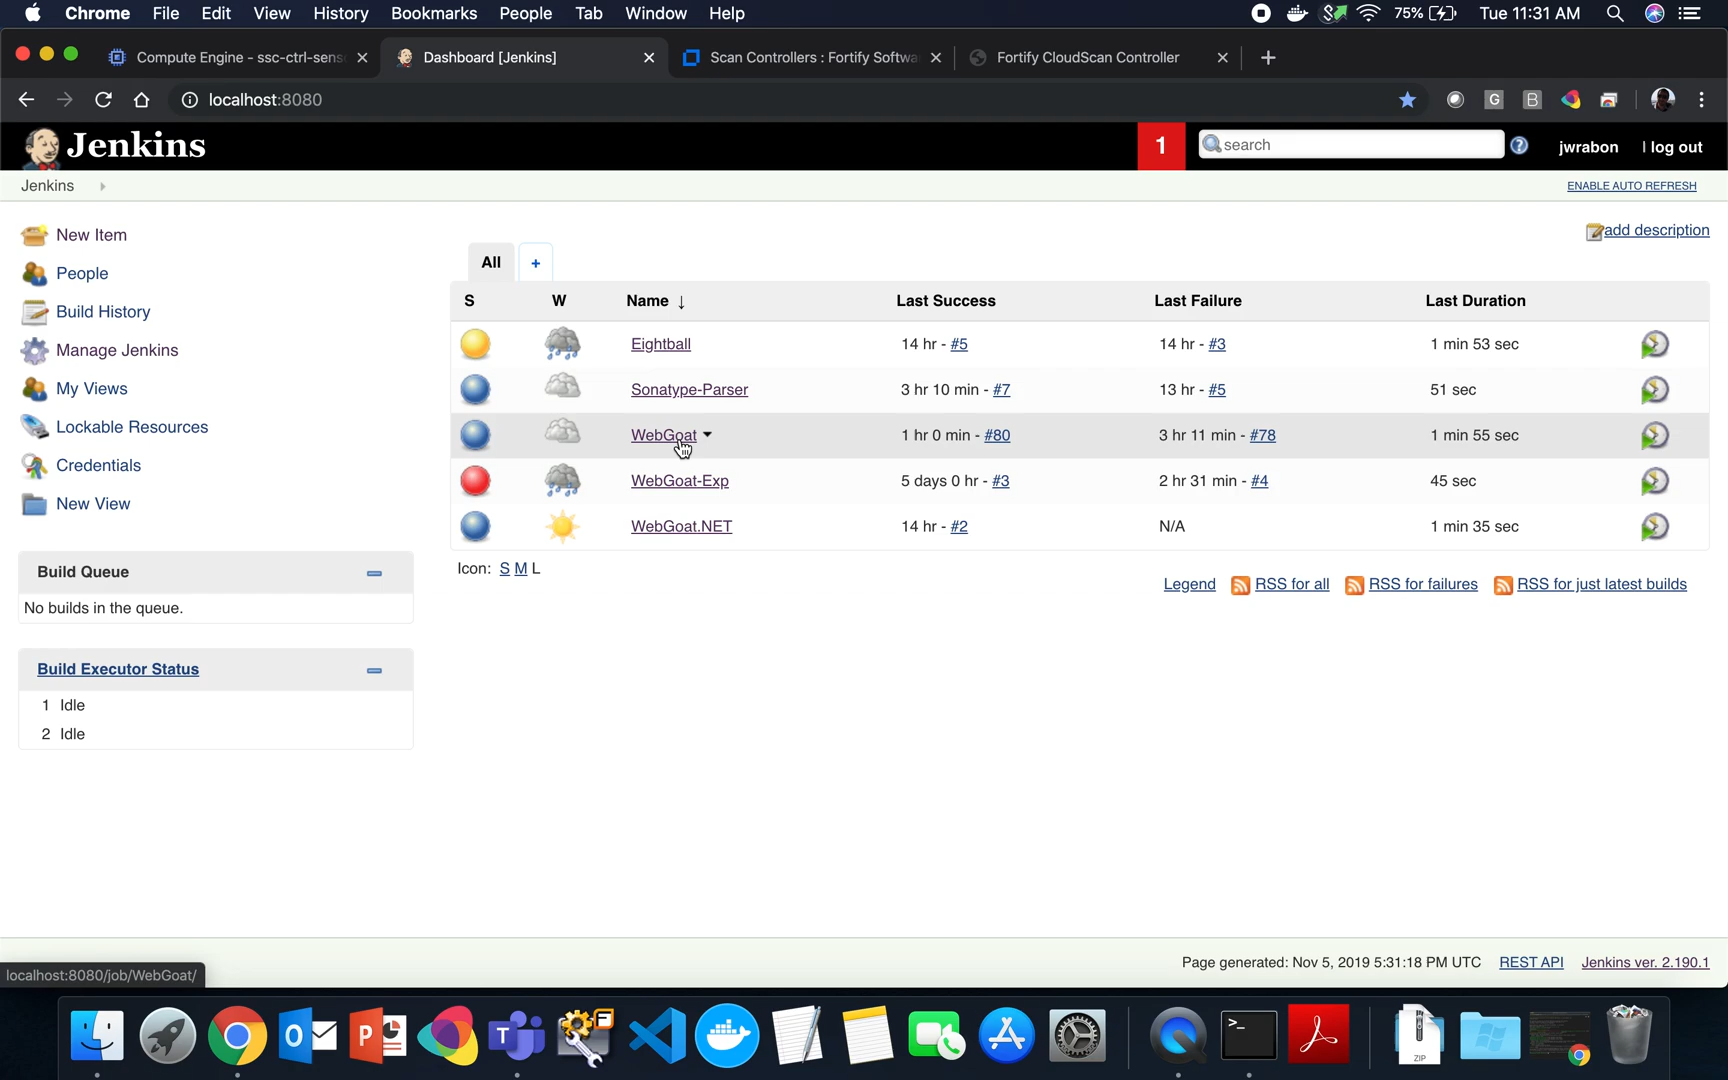 Chrome File Edit View History Bookmarks People Tab Window Help 75% Tue 11:31 AM
Compute Engine - ssc-ctrl-sens Dashboard [Jenkins] Scan Controllers : Fortify Softwa Fortify CloudScan Controller
localhost:8080
G B
Jenkins 1 search jwrabon log out
Jenkins ENABLE AUTO REFRESH
add description
New Item
People
Build History
Manage Jenkins
My Views
Lockable Resources
Credentials
New View
All +
S W Name ↓ Last Success Last Failure Last Duration
Eightball 14 hr - #5 14 hr - #3 1 min 53 sec
Sonatype-Parser 3 hr 10 min - #7 13 hr - #5 51 sec
WebGoat 1 hr 0 min - #80 3 hr 11 min - #78 1 min 55 sec
WebGoat-Exp 5 days 0 hr - #3 2 hr 31 min - #4 45 sec
WebGoat.NET 14 hr - #2 N/A 1 min 35 sec
Icon: S M L
Legend RSS for all RSS for failures RSS for just latest builds
Build Queue
No builds in the queue.
Build Executor Status
1 Idle
2 Idle
Page generated: Nov 5, 2019 5:31:18 PM UTC REST API Jenkins ver. 2.190.1
localhost:8080/job/WebGoat/
ZIP